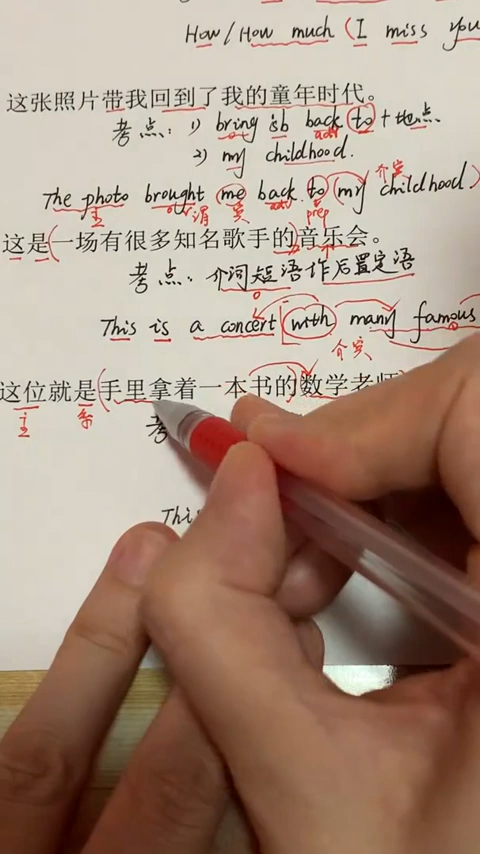 How/How much (I miss you
这张照片带我回到了我的童年时代。
考点: 1) bring sb back to + 地点
adv
2) my childhood.
介宾
The photo brought me back to (my childhood)
主 谓 宾 adv prep
这是(一场有很多知名歌手的)音乐会。
考点: 介词短语作后置定语
This is a concert with many famous
介宾
这位就是(手里拿着一本书的)数学老师
主 系 考
This